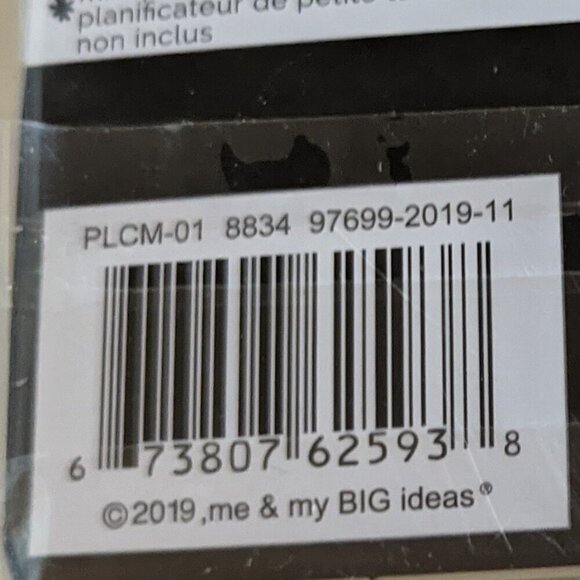 *planificateur de
non inclus
PLCM-01 8834 97699-2019-11
6 73807 62593 8
©2019,me & my BIG ideas®